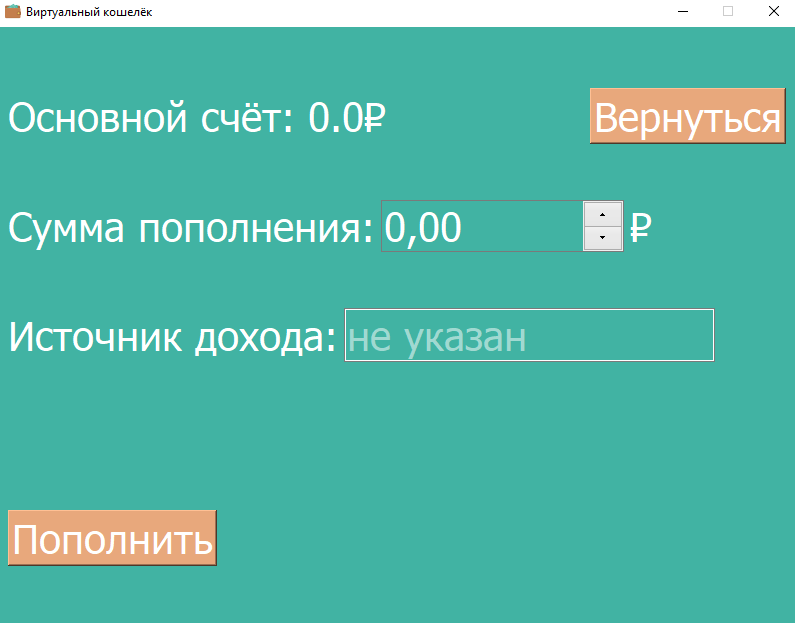 Виртуальный кошелёк
Основной счёт: 0.0₽ Вернуться
Сумма пополнения: 0,00 ₽
Источник дохода: не указан
Пополнить